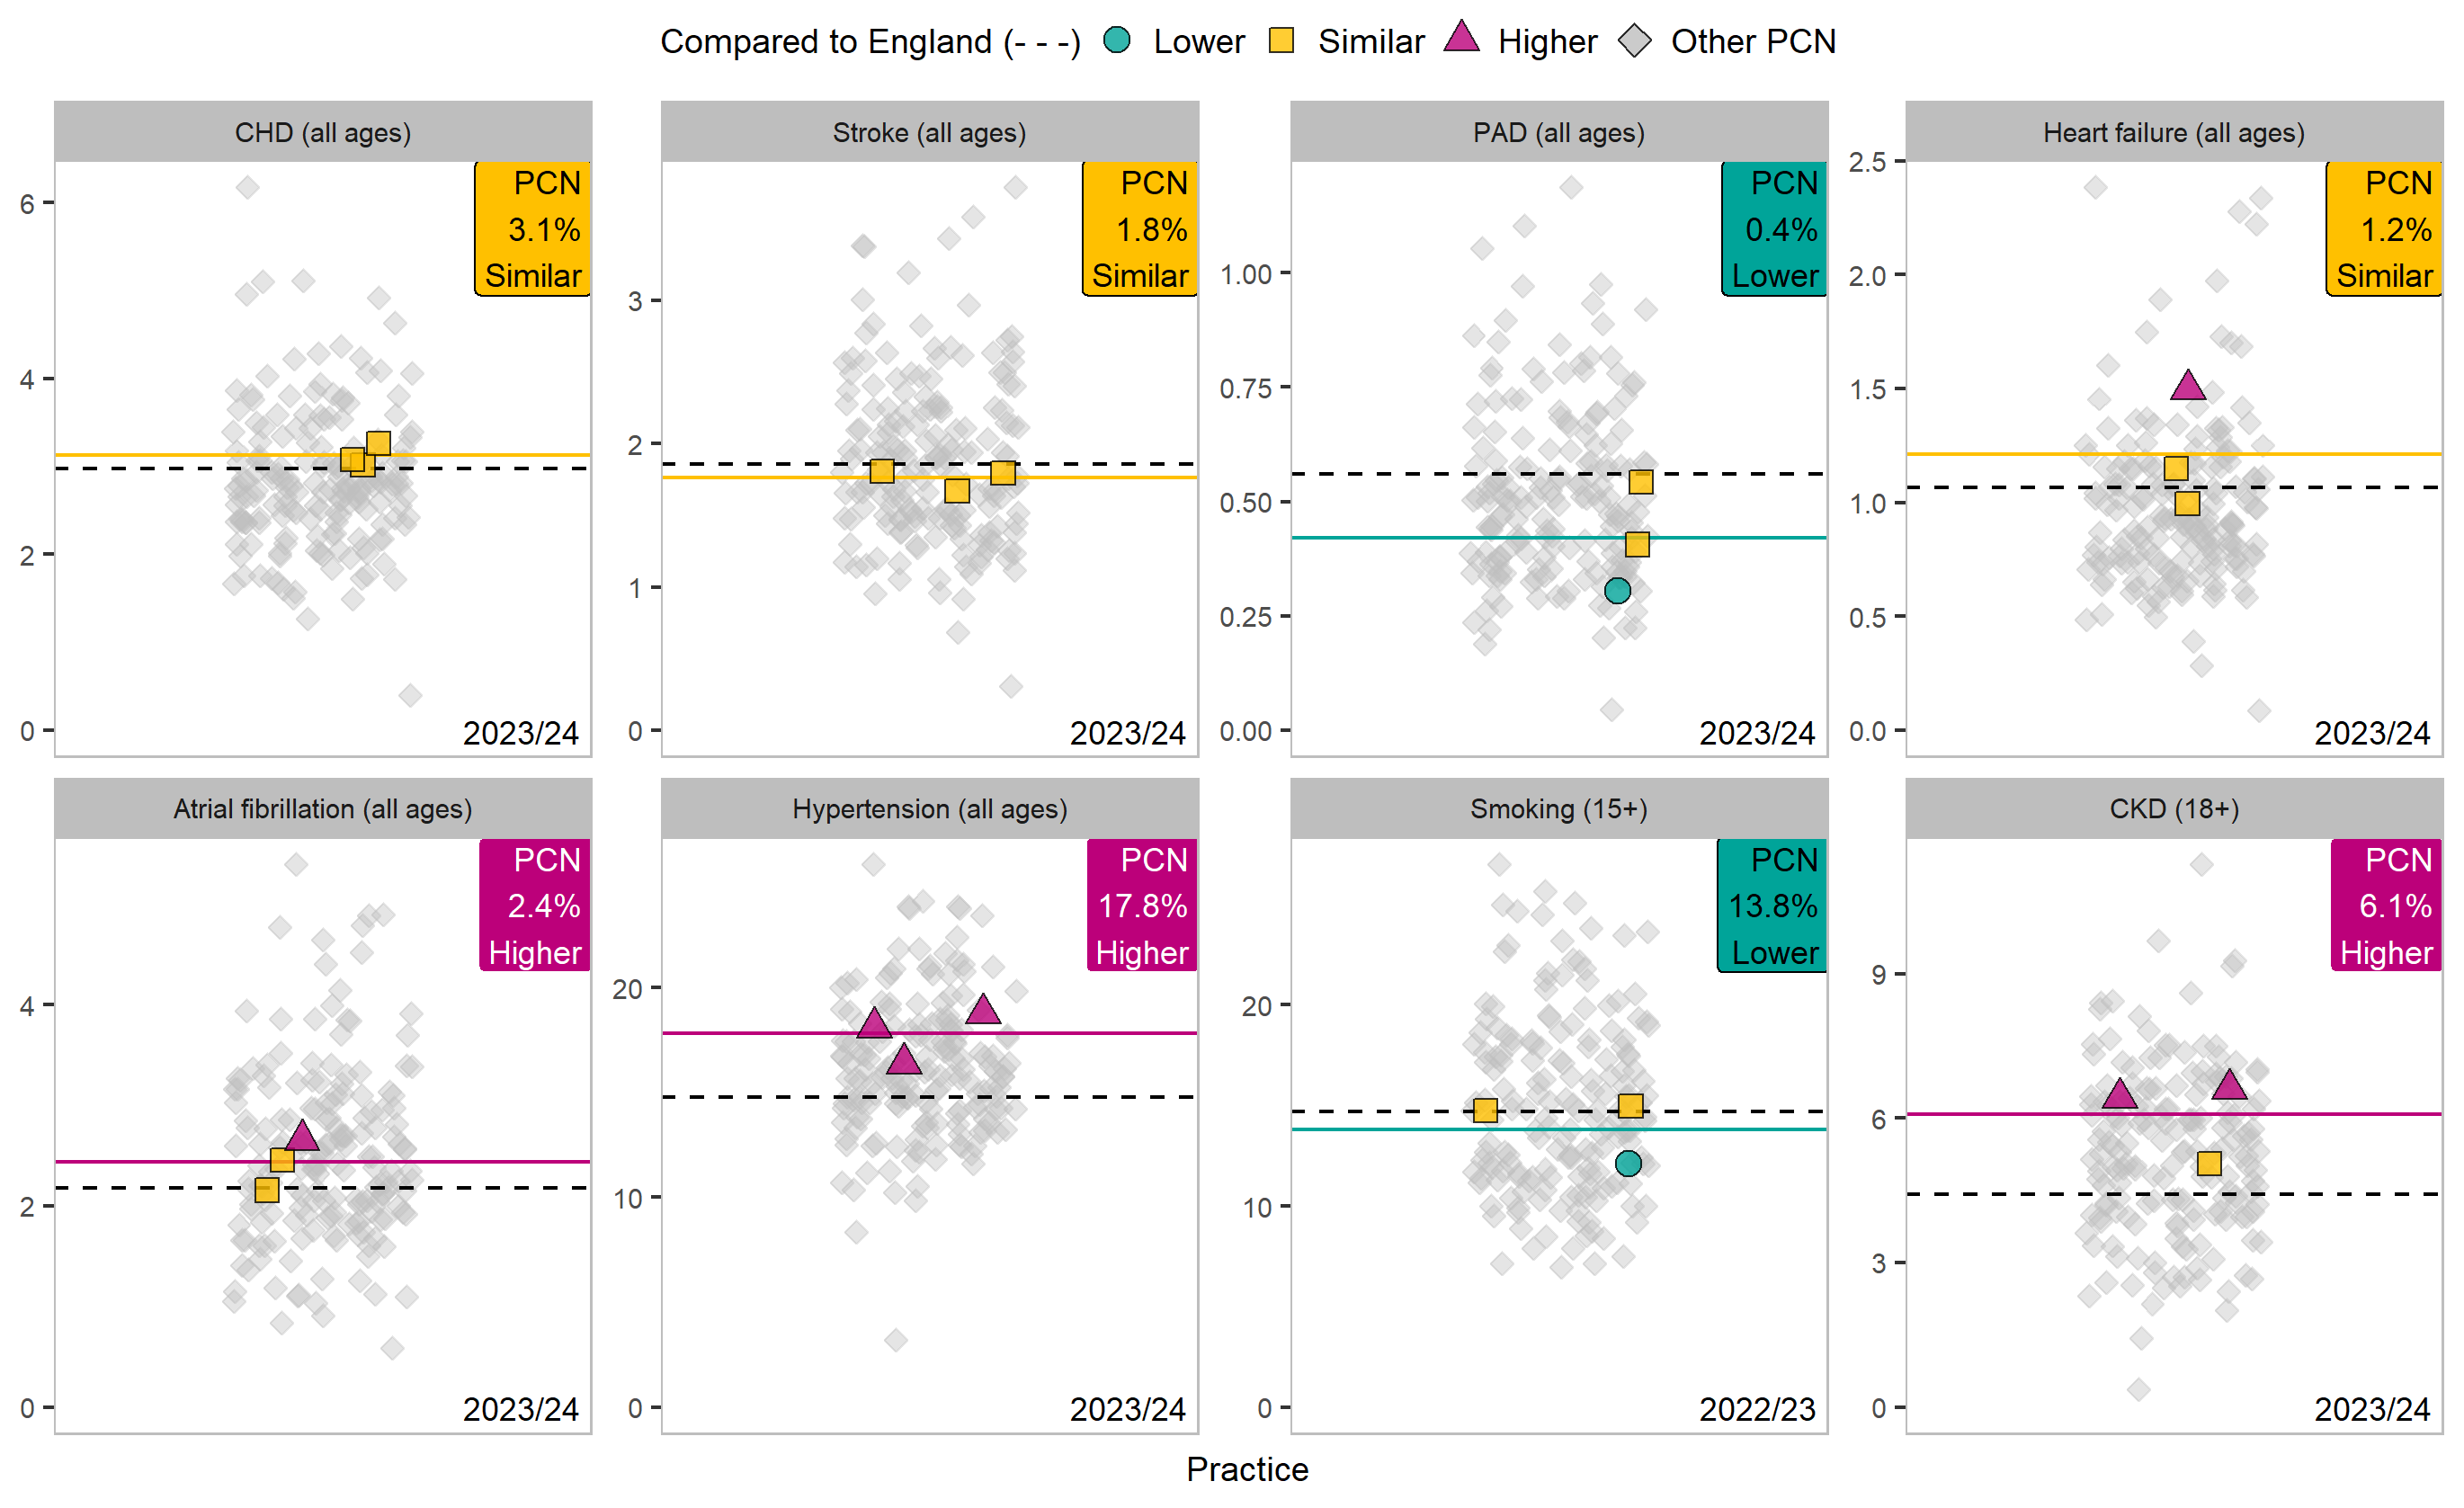 Compared to England (- - -) Lower Similar Higher Other PCN
CHD (all ages)
PCN
3.1%
Similar
6
4
2
0
2023/24
Stroke (all ages)
PCN
1.8%
Similar
3
2
1
0
2023/24
PAD (all ages)
PCN
0.4%
Lower
1.00
0.75
0.50
0.25
0.00
2023/24
Heart failure (all ages)
PCN
1.2%
Similar
2.5
2.0
1.5
1.0
0.5
0.0
2023/24
Atrial fibrillation (all ages)
PCN
2.4%
Higher
4
2
0
2023/24
Hypertension (all ages)
PCN
17.8%
Higher
20
10
0
2023/24
Smoking (15+)
PCN
13.8%
Lower
20
10
0
2022/23
CKD (18+)
PCN
6.1%
Higher
9
6
3
0
2023/24
Practice